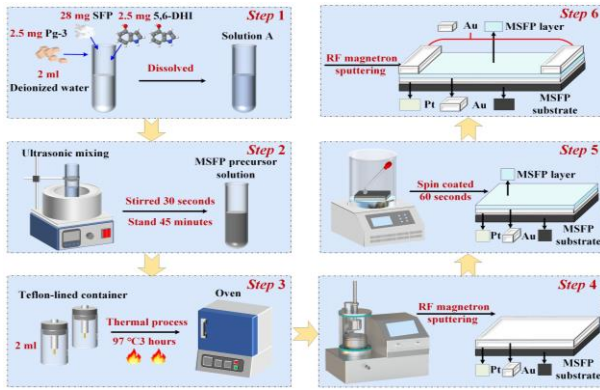 Step 1
28 mg SFP
2.5 mg 5,6-DHI
2.5 mg Pg-3
2 ml
Deionized water
Dissolved
Solution A
Step 2
Ultrasonic mixing
Stirred 30 seconds
Stand 45 minutes
MSFP precursor
solution
Step 3
Teflon-lined container
2 ml
Thermal process
97 °C3 hours
Oven
Step 4
RF magnetron
sputtering
Pt
Au
MSFP
substrate
Step 5
Spin coated
60 seconds
MSFP layer
Pt
Au
MSFP
substrate
Step 6
Au
MSFP layer
RF magnetron
sputtering
Pt
Au
MSFP
substrate